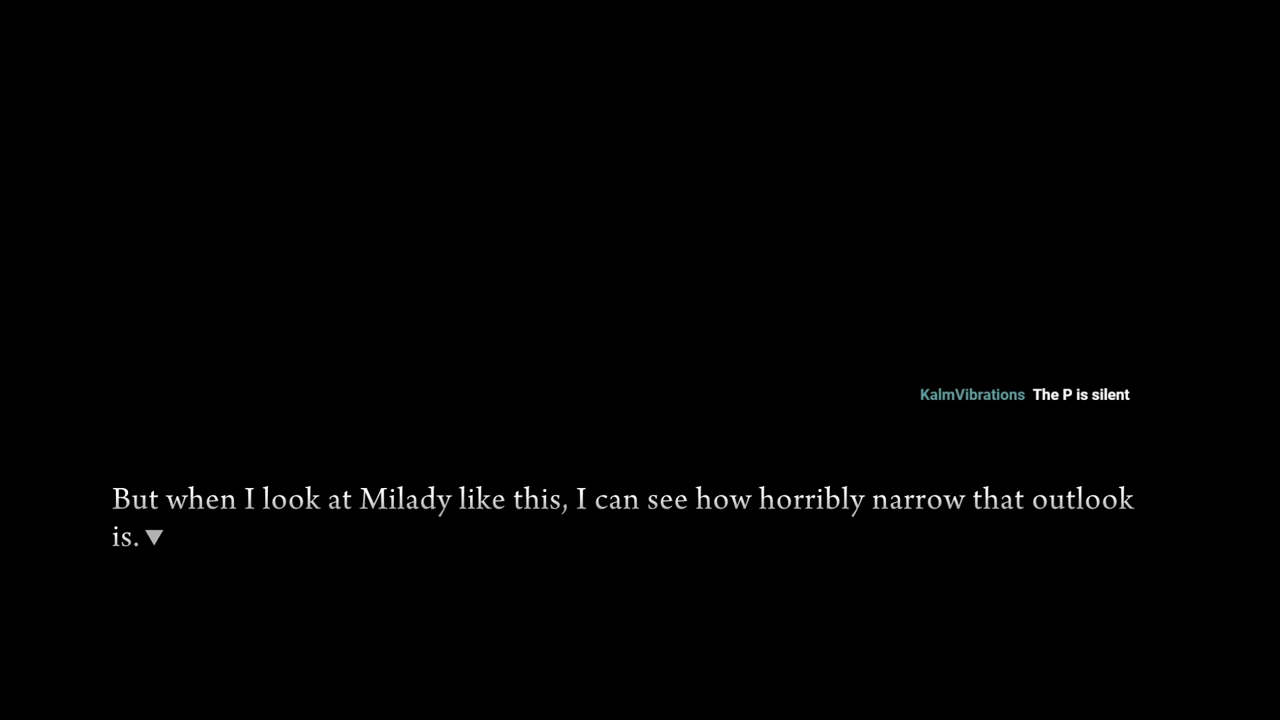 KalmVibrations The P is silent
But when I look at Milady like this, I can see how horribly narrow that outlook
is.